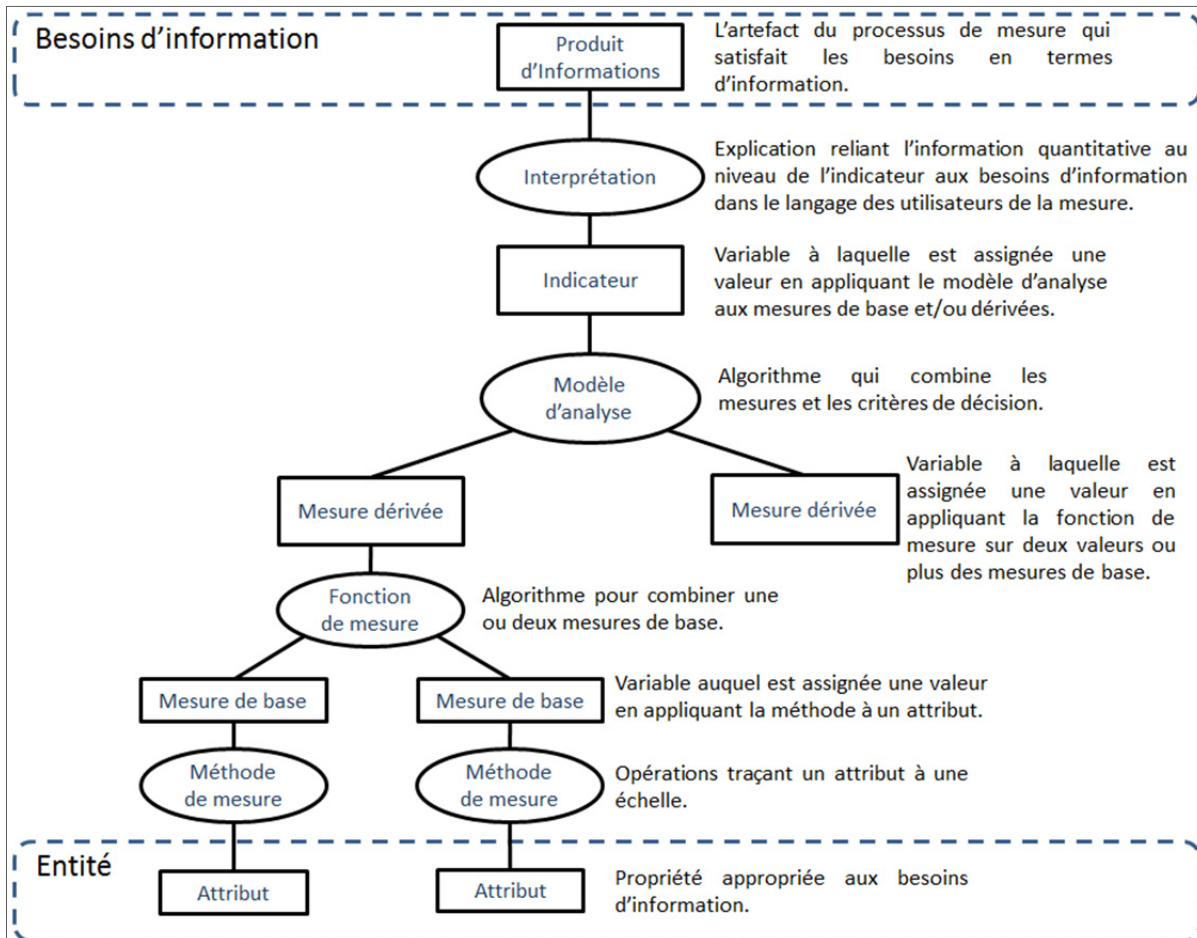 Besoins d'information
Produit
d'Informations
L'artefact du processus de mesure qui
satisfait les besoins en termes
d'information.
Interprétation
Explication reliant l'information quantitative au
niveau de l'indicateur aux besoins d'information
dans le langage des utilisateurs de la mesure.
Indicateur
Variable à laquelle est assignée une
valeur en appliquant le modèle d'analyse
aux mesures de base et/ou dérivées.
Modèle
d'analyse
Algorithme qui combine les
mesures et les critères de décision.
Mesure dérivée
Mesure dérivée
Variable à laquelle est
assignée une valeur en
appliquant la fonction de
mesure sur deux valeurs ou
plus des mesures de base.
Fonction
de mesure
Algorithme pour combiner une
ou deux mesures de base.
Mesure de base
Mesure de base
Variable auquel est assignée une valeur
en appliquant la méthode à un attribut.
Méthode
de mesure
Méthode
de mesure
Opérations traçant un attribut à une
échelle.
Entité
Attribut
Attribut
Propriété appropriée aux besoins
d'information.